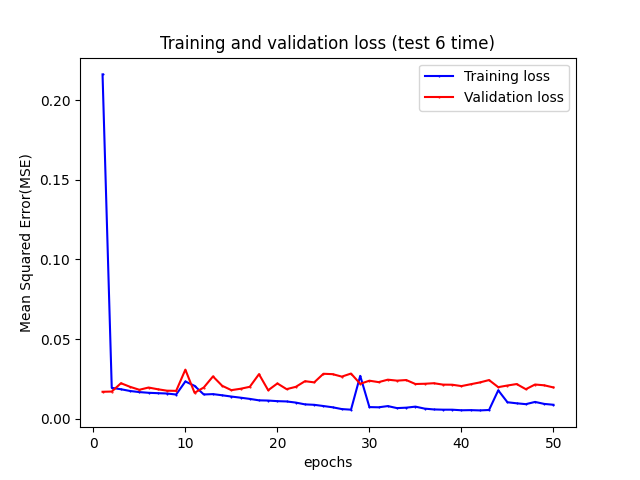 Training and validation loss (test 6 time)
Training loss
Validation loss
Mean Squared Error(MSE)
0.20
0.15
0.10
0.05
0.00
0 10 20 30 40 50
epochs